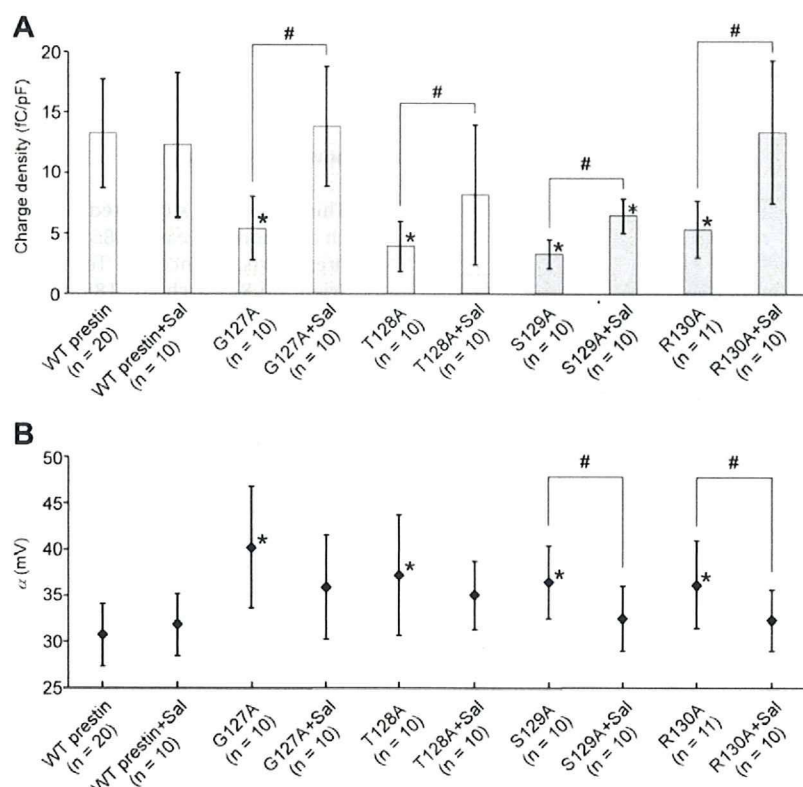 A
#
#
#
#
20
15
10
5
0
Charge density (fC/pF)
*
*
*
*
*
WT prestin
(n = 20)
WT prestin+Sal
(n = 10)
G127A
(n = 10)
G127A+Sal
(n = 10)
T128A
(n = 10)
T128A+Sal
(n = 10)
S129A
(n = 10)
S129A+Sal
(n = 10)
R130A
(n = 11)
R130A+Sal
(n = 10)
B
#
#
50
45
40
35
30
25
α (mV)
*
*
*
*
WT prestin
(n = 20)
WT prestin+Sal
(n = 10)
G127A
(n = 10)
G127A+Sal
(n = 10)
T128A
(n = 10)
T128A+Sal
(n = 10)
S129A
(n = 10)
S129A+Sal
(n = 10)
R130A
(n = 11)
R130A+Sal
(n = 10)